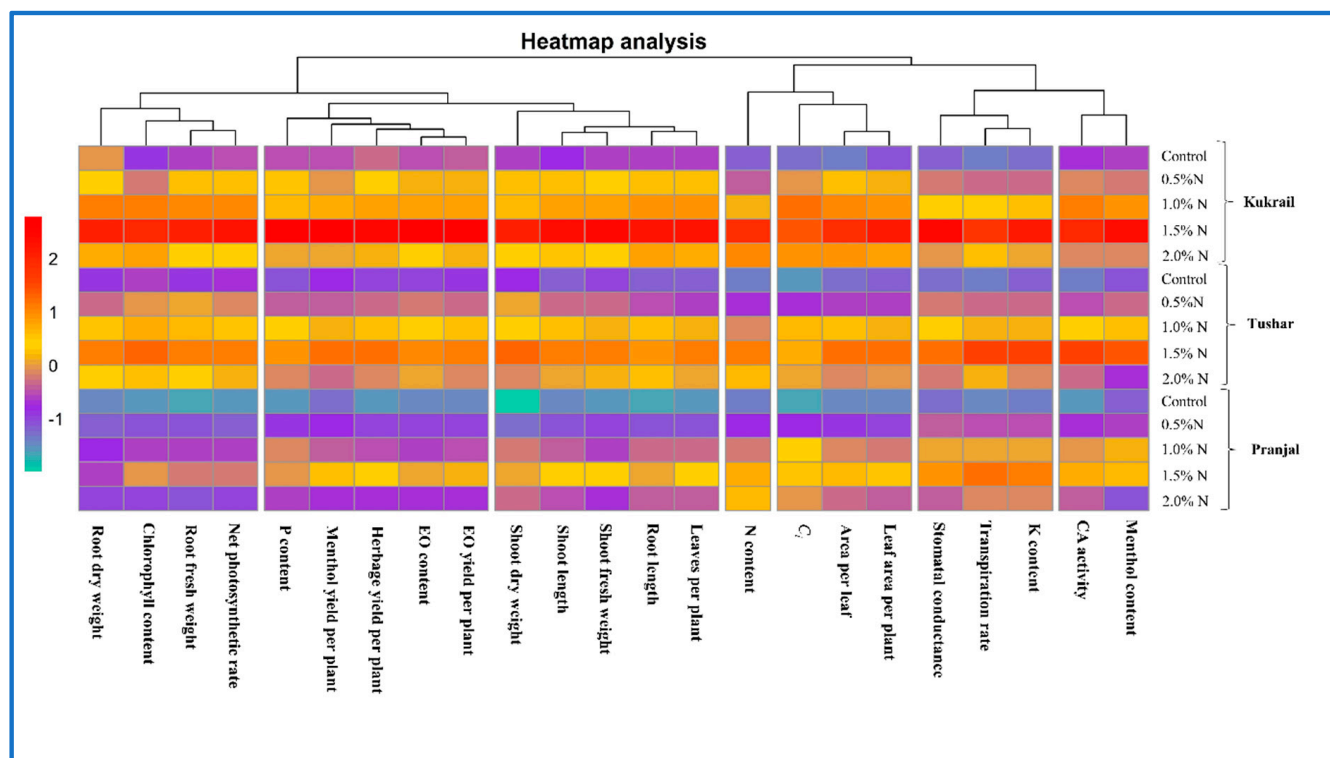 Heatmap analysis
2
1
0
-1
Control
0.5%N
1.0% N
1.5% N
2.0% N
Kukrail
Control
0.5%N
1.0% N
1.5% N
2.0% N
Tushar
Control
0.5%N
1.0% N
1.5% N
2.0% N
Pranjal
Root dry weight
Chlorophyll content
Root fresh weight
Net photosynthetic rate
P content
Menthol yield per plant
Herbage yield per plant
EO content
EO yield per plant
Shoot dry weight
Shoot length
Shoot fresh weight
Root length
Leaves per plant
N content
Ci
Area per leaf
Leaf area per plant
Stomatal conductance
Transpiration rate
K content
CA activity
Menthol content